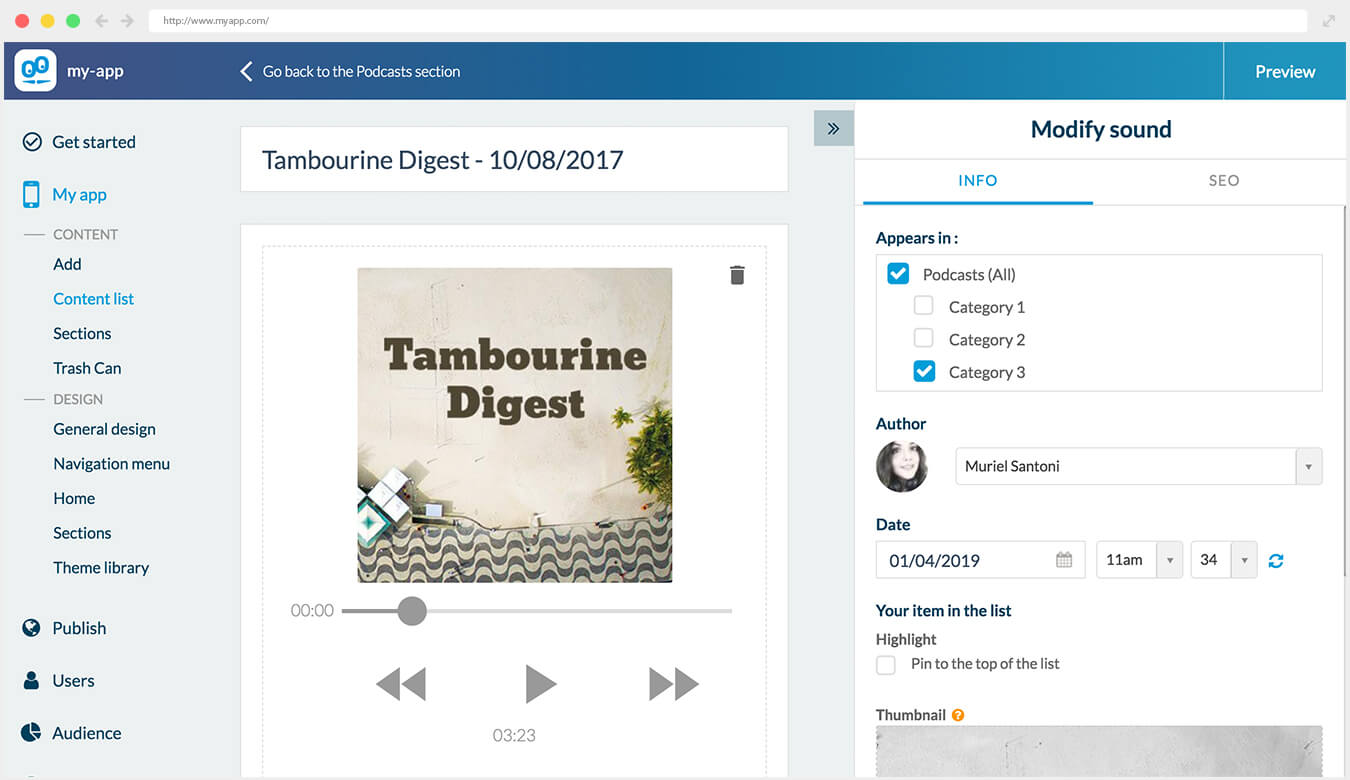 http://www.myapp.com/
my-app
Go back to the Podcasts section
Preview
Get started
My app
CONTENT
Add
Content list
Sections
Trash Can
DESIGN
General design
Navigation menu
Home
Sections
Theme library
Publish
Users
Audience
Tambourine Digest - 10/08/2017
Tambourine
Digest
00:00
03:23
Modify sound
INFO SEO
Appears in :
Podcasts (All)
Category 1
Category 2
Category 3
Author
Muriel Santoni
Date
01/04/2019 11am 34
Your item in the list
Highlight
Pin to the top of the list
Thumbnail ?